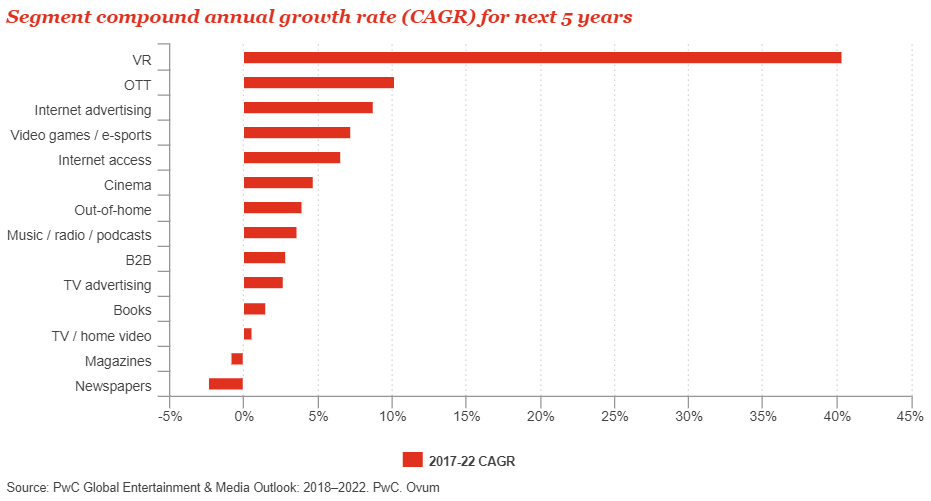 Segment compound annual growth rate (CAGR) for next 5 years
VR
OTT
Internet advertising
Video games / e-sports
Internet access
Cinema
Out-of-home
Music / radio / podcasts
B2B
TV advertising
Books
TV / home video
Magazines
Newspapers
-5% 0% 5% 10% 15% 20% 25% 30% 35% 40% 45%
2017-22 CAGR
Source: PwC Global Entertainment & Media Outlook: 2018–2022, PwC, Ovum